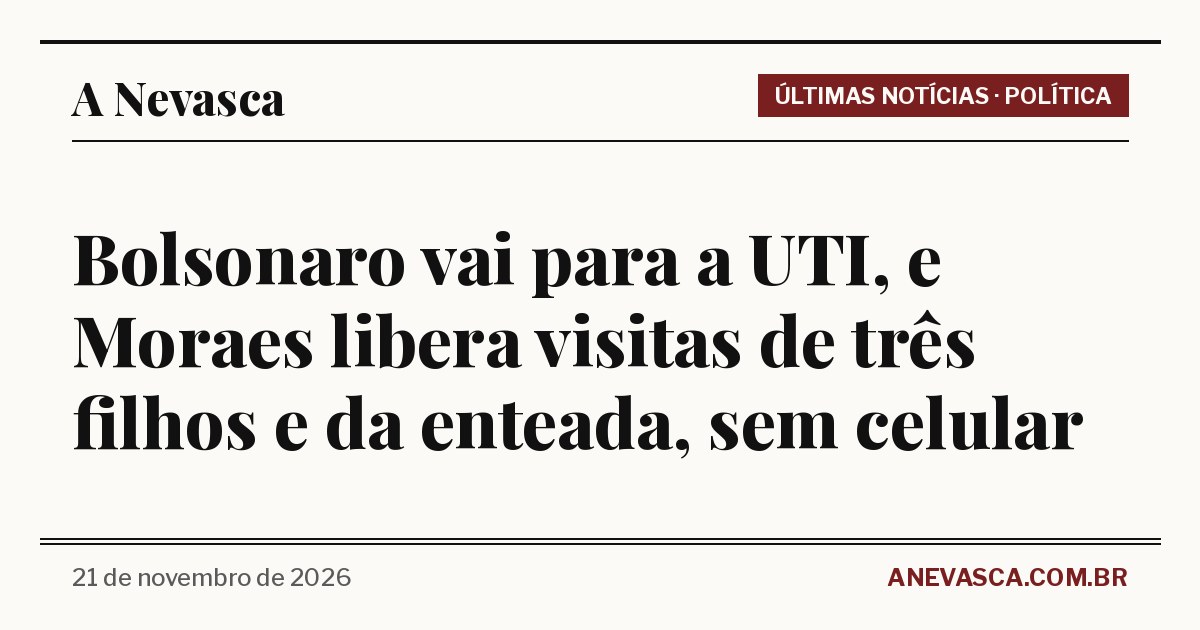 A Nevasca
ÚLTIMAS NOTÍCIAS · POLÍTICA
Bolsonaro vai para a UTI, e
Moraes libera visitas de três
filhos e da enteada, sem celular
21 de novembro de 2026
ANEVASCA.COM.BR